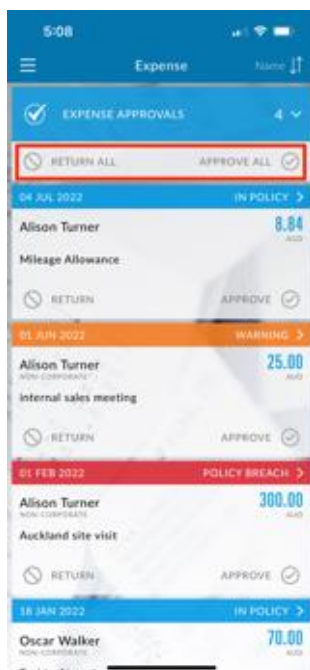 5:08
Expense Name
EXPENSE APPROVALS 4
RETURN ALL APPROVE ALL
04 JUL 2022 IN POLICY
Alison Turner 8.84
AUD
Mileage Allowance
RETURN APPROVE
01 JUN 2022 WARNING
Alison Turner 25.00
NON-CORPORATE AUD
internal sales meeting
RETURN APPROVE
01 FEB 2022 POLICY BREACH
Alison Turner 300.00
NON-CORPORATE AUD
Auckland site visit
RETURN APPROVE
18 JAN 2022 IN POLICY
Oscar Walker 70.00
NON-CORPORATE AUD